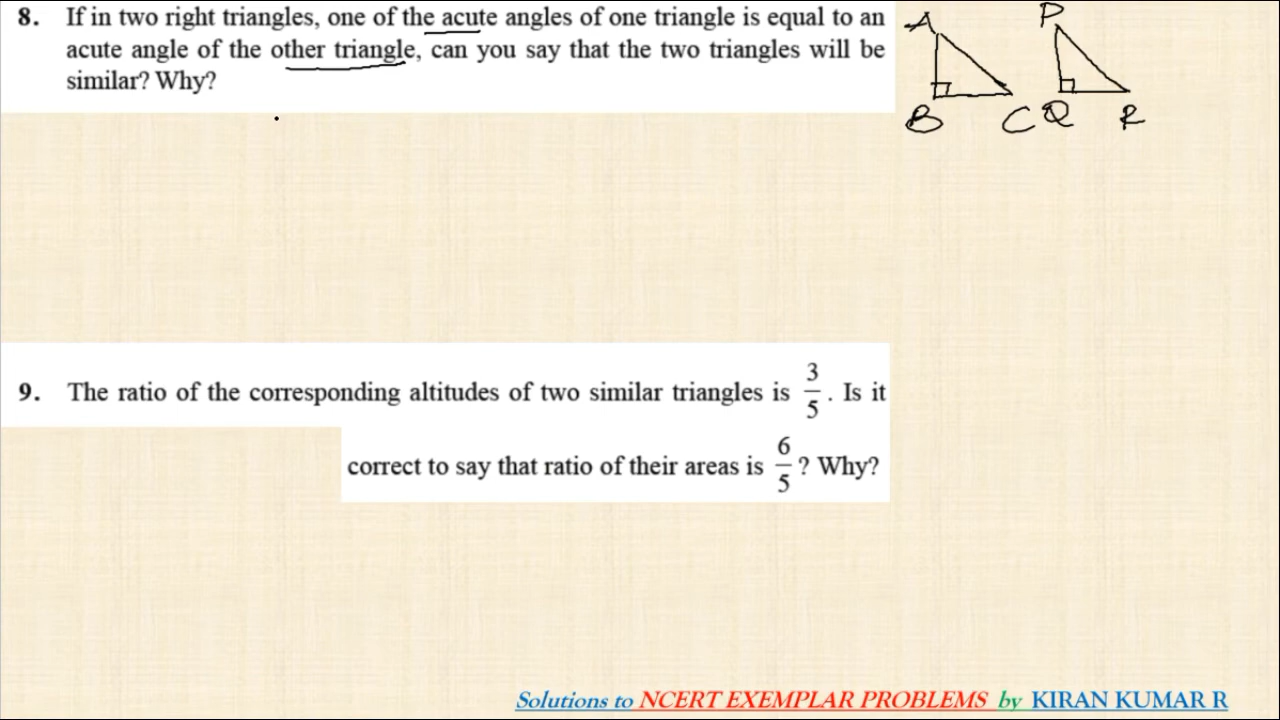 8. If in two right triangles, one of the acute angles of one triangle is equal to an
acute angle of the other triangle, can you say that the two triangles will be
similar? Why?
A P
B C Q R
9. The ratio of the corresponding altitudes of two similar triangles is 3/5. Is it
correct to say that ratio of their areas is 6/5? Why?
Solutions to NCERT EXEMPLAR PROBLEMS by KIRAN KUMAR R